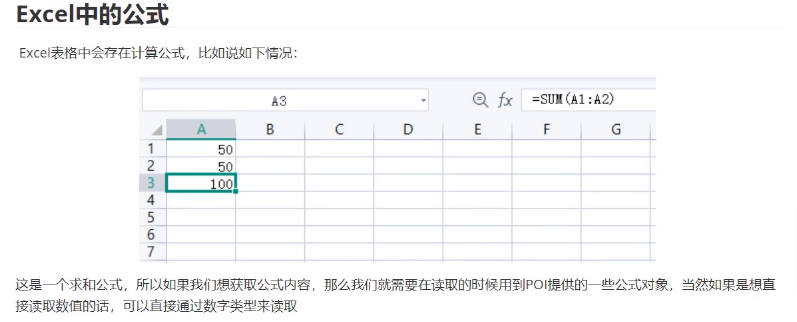 Excel中的公式
Excel表格中会存在计算公式，比如说如下情况：
A3 fx =SUM(A1:A2)
A B C D E F G
1 50
2 50
3 100
4
5
6
7
这是一个求和公式，所以如果我们想获取公式内容，那么我们就需要在读取的时候用到POI提供的一些公式对象，当然如果是想直
接读取数值的话，可以直接通过数字类型来读取